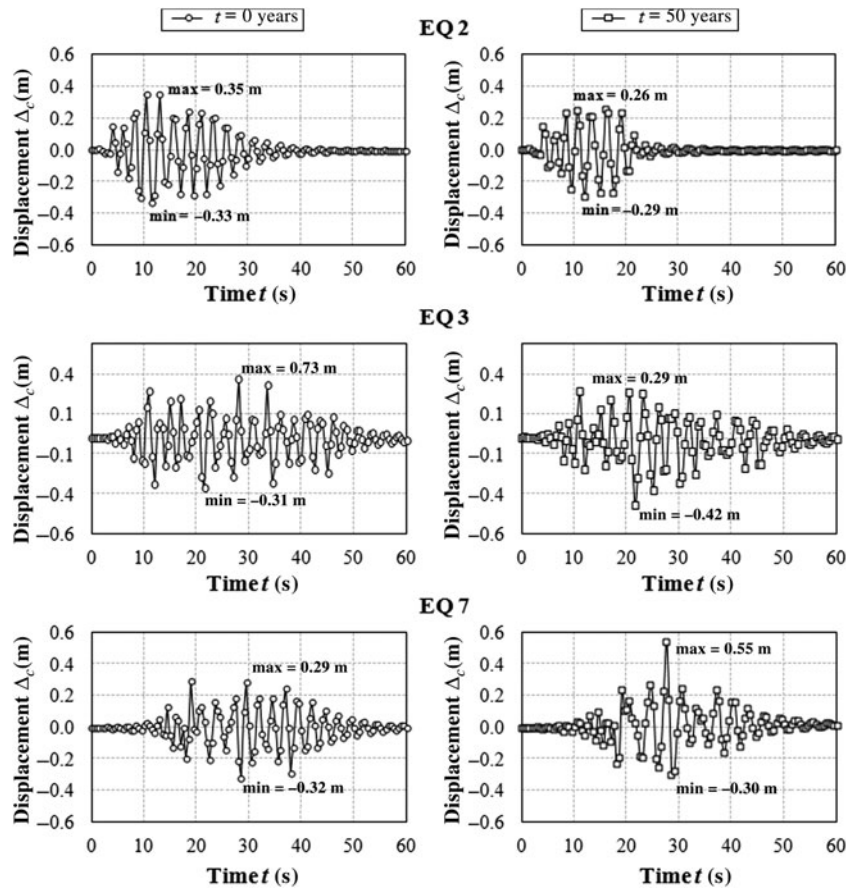 t = 0 years
EQ 2
t = 50 years
Displacement Δc(m)
0.6
0.4
0.2
0.0
−0.2
−0.4
−0.6
max = 0.35 m
min = −0.33 m
0 10 20 30 40 50 60
Time t (s)
Displacement Δc(m)
0.6
0.4
0.2
0.0
−0.2
−0.4
−0.6
max = 0.26 m
min = −0.29 m
0 10 20 30 40 50 60
Time t (s)
EQ 3
Displacement Δc(m)
0.4
0.1
−0.1
−0.4
−0.6
max = 0.73 m
min = −0.31 m
0 10 20 30 40 50 60
Time t (s)
Displacement Δc(m)
0.4
0.1
−0.1
−0.4
−0.6
max = 0.29 m
min = −0.42 m
0 10 20 30 40 50 60
Time t (s)
EQ 7
Displacement Δc(m)
0.6
0.4
0.2
0.0
−0.2
−0.4
−0.6
max = 0.29 m
min = −0.32 m
0 10 20 30 40 50 60
Time t (s)
Displacement Δc(m)
0.6
0.4
0.2
0.0
−0.2
−0.4
−0.6
max = 0.55 m
min = −0.30 m
0 10 20 30 40 50 60
Time t (s)